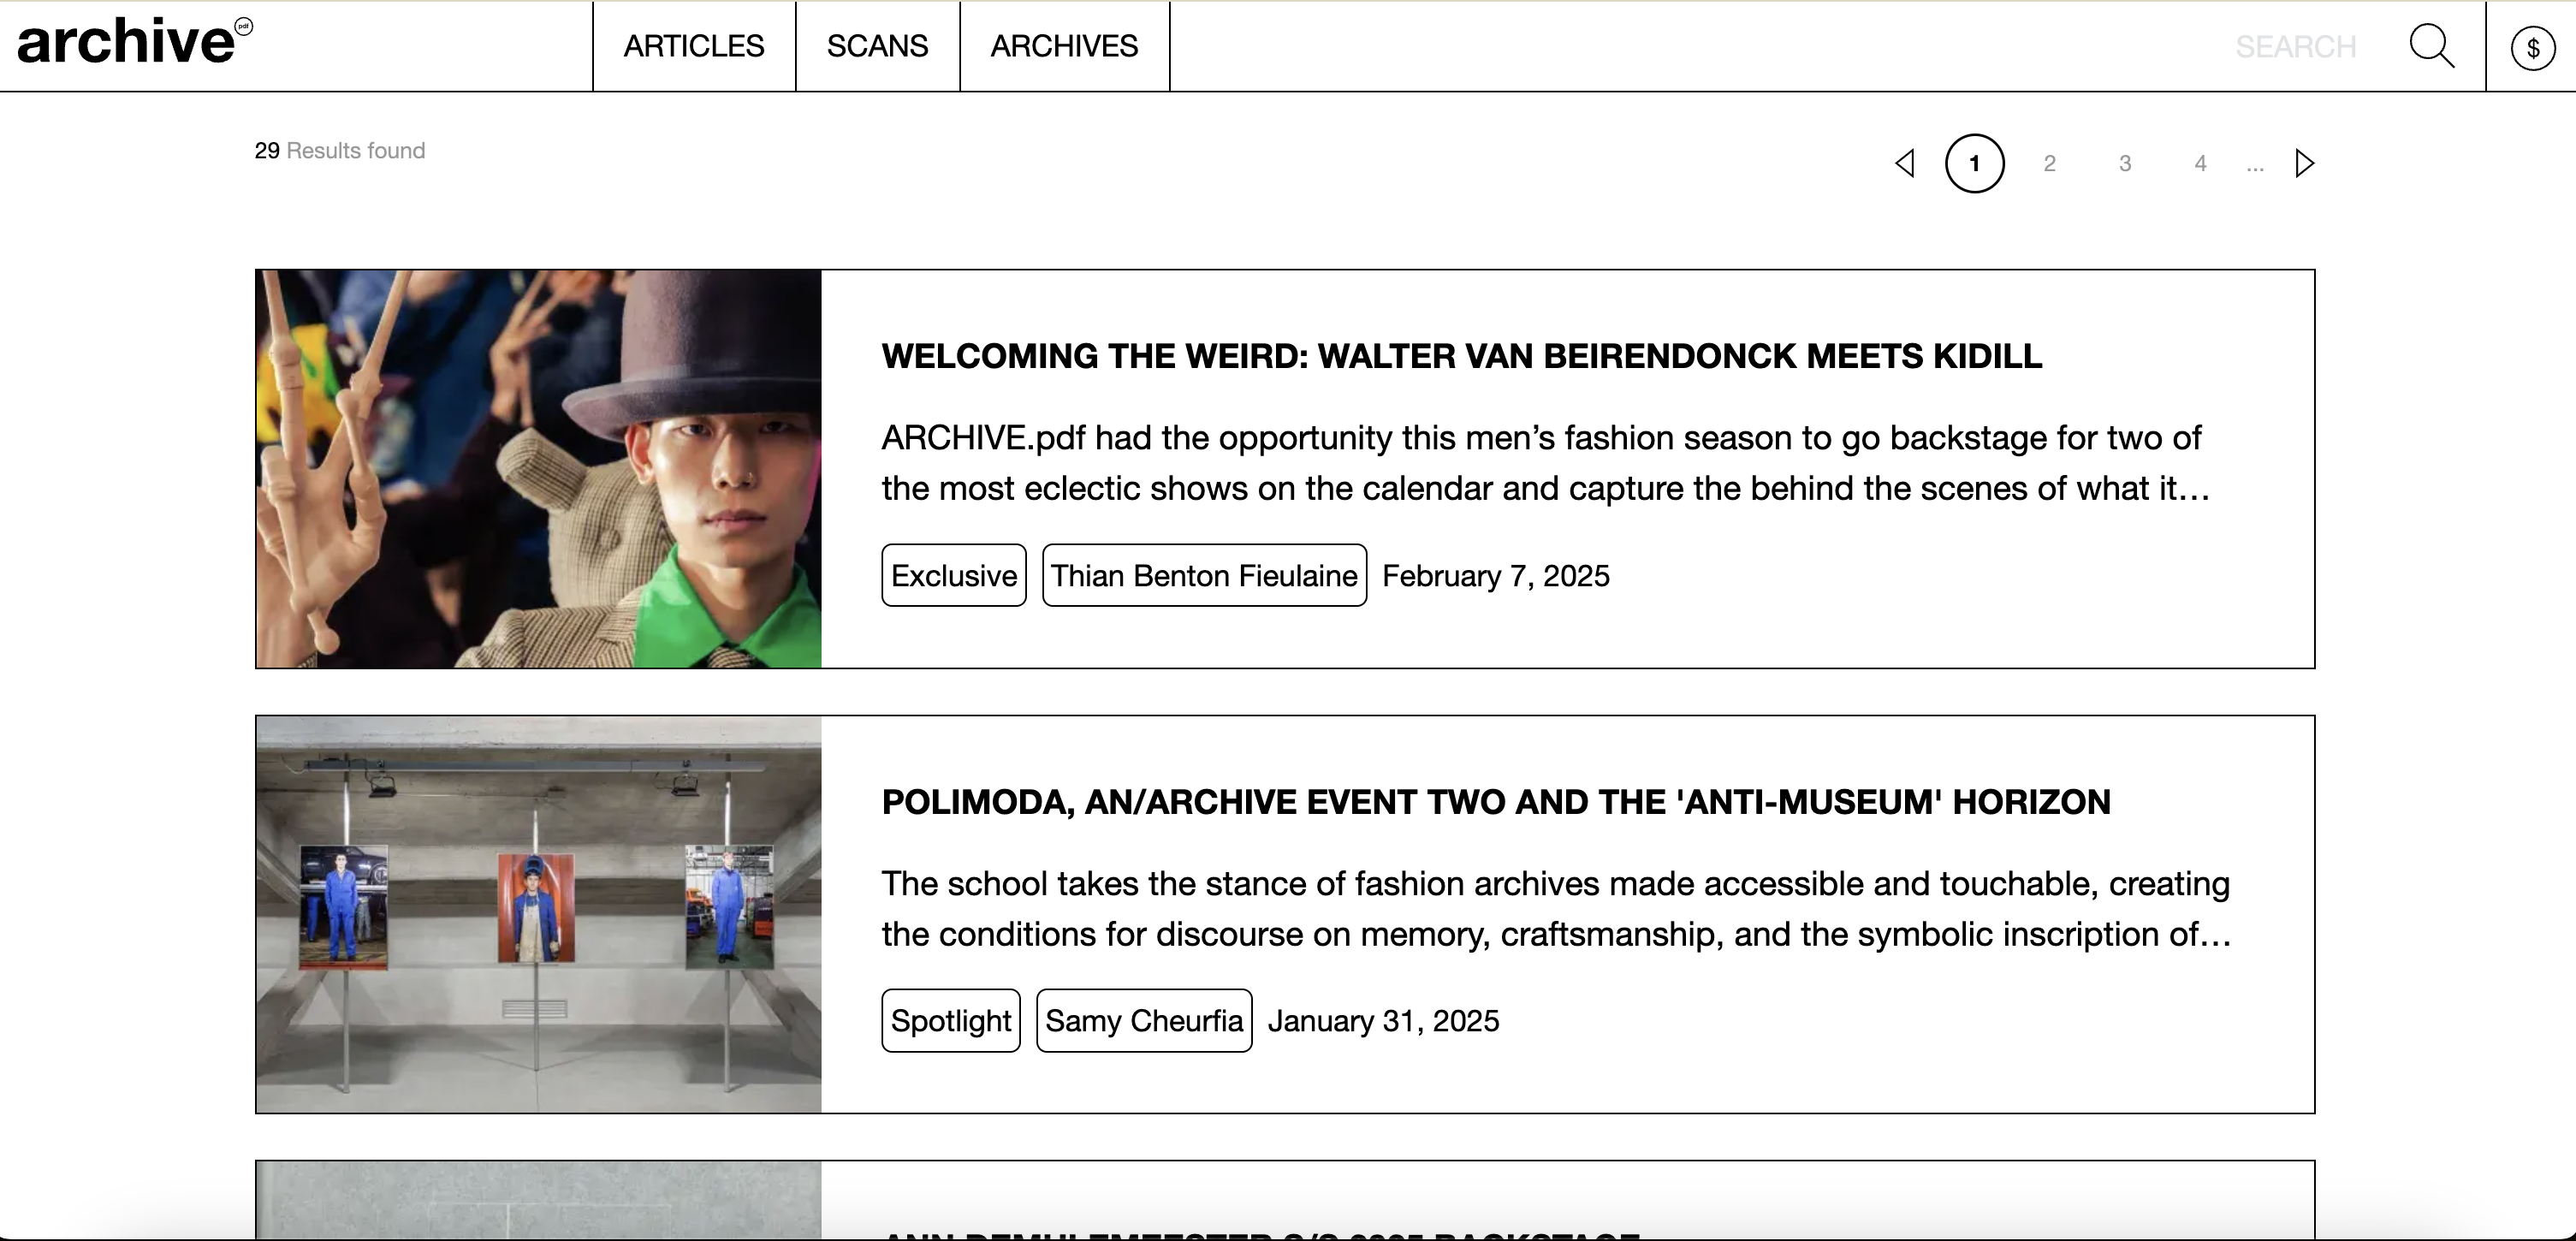 archive pdf
ARTICLES
SCANS
ARCHIVES
SEARCH
$
29 Results found
1
2
3
4
...
WELCOMING THE WEIRD: WALTER VAN BEIRENDONCK MEETS KIDILL
ARCHIVE.pdf had the opportunity this men’s fashion season to go backstage for two of
the most eclectic shows on the calendar and capture the behind the scenes of what it…
Exclusive
Thian Benton Fieulaine
February 7, 2025
POLIMODA, AN/ARCHIVE EVENT TWO AND THE 'ANTI-MUSEUM' HORIZON
The school takes the stance of fashion archives made accessible and touchable, creating
the conditions for discourse on memory, craftsmanship, and the symbolic inscription of…
Spotlight
Samy Cheurfia
January 31, 2025
ANN DEMULEMEESTER S/S 2025 BACKSTAGE